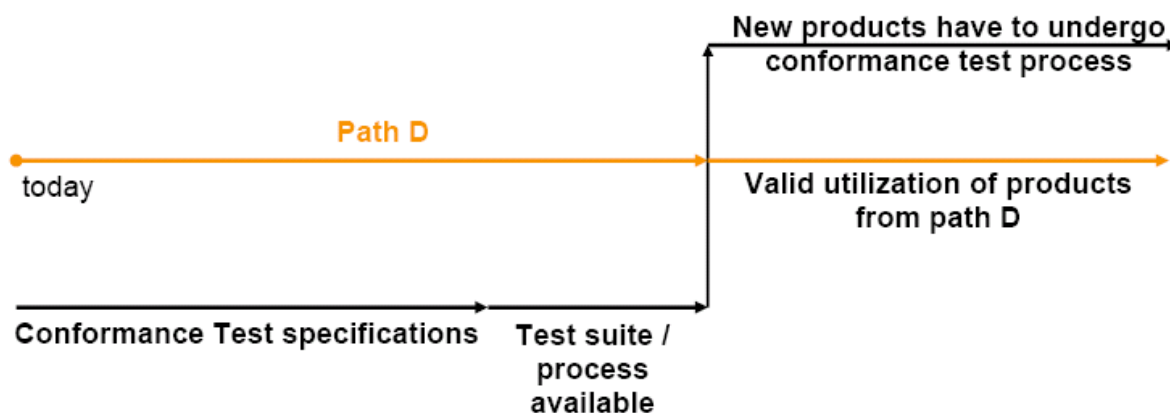 New products have to undergo
conformance test process
Path D
today
Valid utilization of products
from path D
Conformance Test specifications
Test suite /
process
available